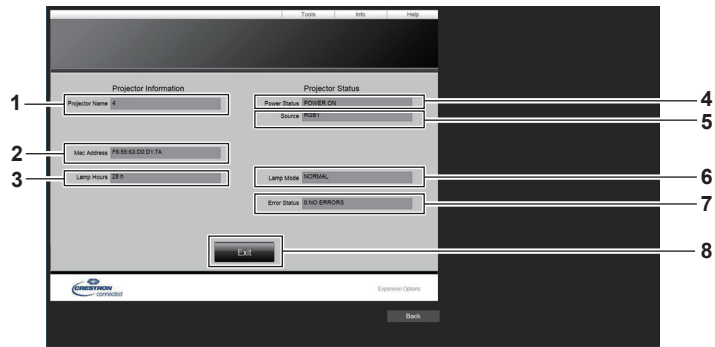 Tools Info Help
Projector Information
Projector Status
1 Projector Name 4
Power Status POWER ON 4
Source RGB1 5
2 Mac Address F6:55:63:D0:D1:7A
3 Lamp Hours 28 h
Lamp Mode NORMAL 6
Error Status 0:NO ERRORS 7
Exit 8
CRESTRON
connected
Expansion Options
Back